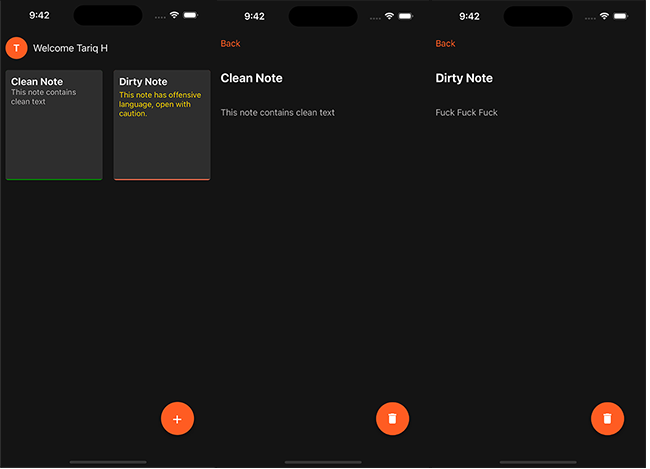 9:42
T Welcome Tariq H
Clean Note
This note contains
clean text
Dirty Note
This note has offensive
language, open with
caution.
+
9:42
Back
Clean Note
This note contains clean text
9:42
Back
Dirty Note
Fuck Fuck Fuck